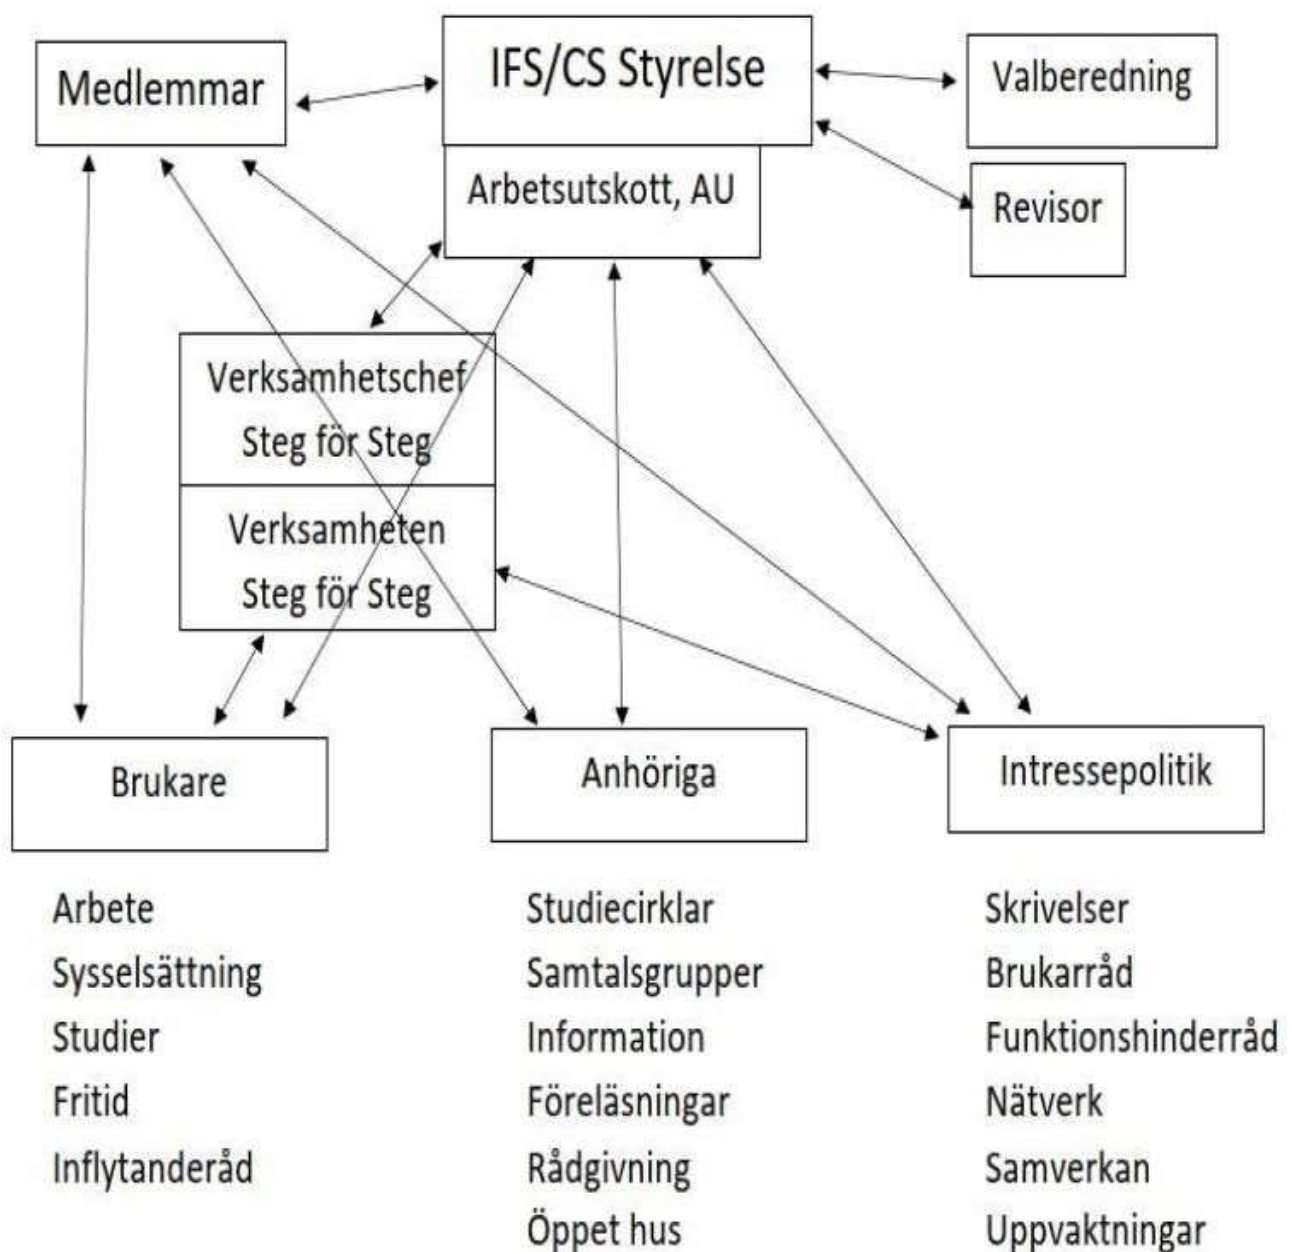 Medlemmar
IFS/CS Styrelse
Valberedning
Arbetsutskott, AU
Revisor
Verksamhetschef
Steg för Steg
Verksamheten
Steg för Steg
Brukare
Anhöriga
Intressepolitik
Arbete
Sysselsättning
Studier
Fritid
Inflytanderåd
Studiecirklar
Samtalsgrupper
Information
Föreläsningar
Rådgivning
Öppet hus
Skrivelser
Brukarråd
Funktionshinderråd
Nätverk
Samverkan
Uppvaktningar